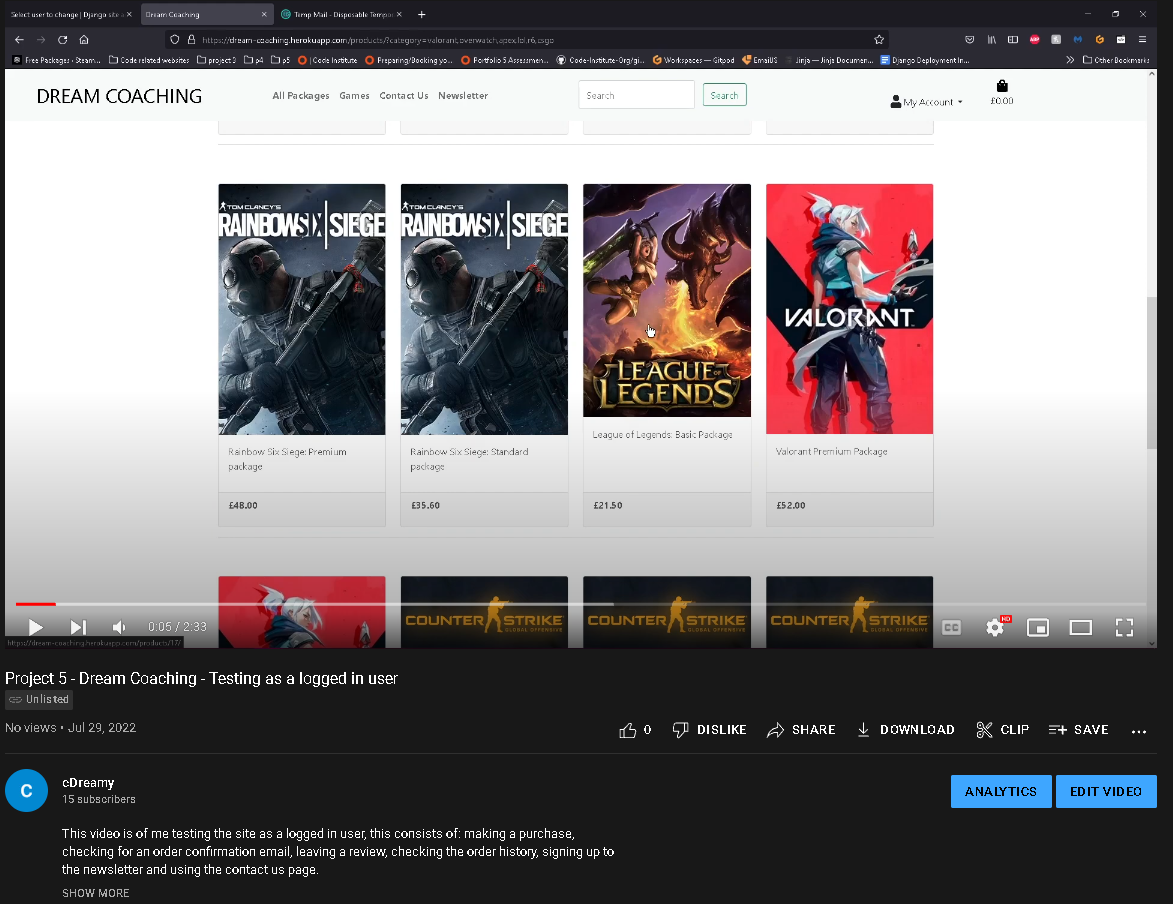 Select user to change | Django site a
Dream Coaching
Temp Mail - Disposable Tempor
https://dream-coaching.herokuapp.com/products/?category=valorant,overwatch,apex,lol,r6,csgo
Free Packages · Steam...
Code related websites
project 3
p4
p5
| Code Institute
Preparing/Booking yo...
Portfolio 5 Assessmen...
Code-Institute-Org/gi...
Workspaces — Gitpod
EmailJS
Jinja — Jinja Documen...
Django Deployment In...
Other Bookmarks
DREAM COACHING
All Packages
Games
Contact Us
Newsletter
Search
Search
My Account
£0.00
TOM CLANCY'S
RAINBOW SIX | SIEGE
TOM CLANCY'S
RAINBOW SIX | SIEGE
LEAGUE OF
LEGENDS
VALORANT
Rainbow Six Siege: Premium
package
Rainbow Six Siege: Standard
package
League of Legends: Basic Package
Valorant Premium Package
£48.00
£35.60
£21.50
£52.00
COUNTER STRIKE
GLOBAL OFFENSIVE
COUNTER STRIKE
GLOBAL OFFENSIVE
COUNTER STRIKE
GLOBAL OFFENSIVE
0:05 / 2:33
CC
HD
https://dream-coaching.herokuapp.com/products/17/
Project 5 - Dream Coaching - Testing as a logged in user
Unlisted
No views • Jul 29, 2022
0
DISLIKE
SHARE
DOWNLOAD
CLIP
SAVE
C
cDreamy
15 subscribers
ANALYTICS
EDIT VIDEO
This video is of me testing the site as a logged in user, this consists of: making a purchase,
checking for an order confirmation email, leaving a review, checking the order history, signing up to
the newsletter and using the contact us page.
SHOW MORE